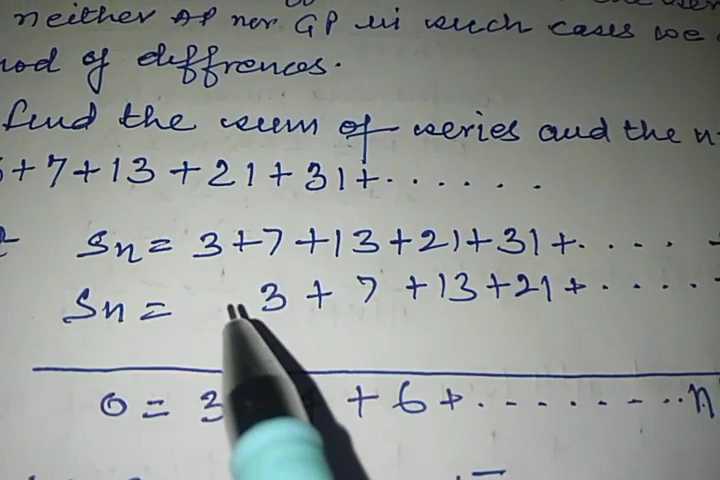 neither AP nor GP in such cases we
of diffrences.
find the sum of series and the n
+7+13+21+31+......
Sn = 3+7+13+21+31+....
Sn = 3+7+13+21+.....
0 = 3 +6+........n